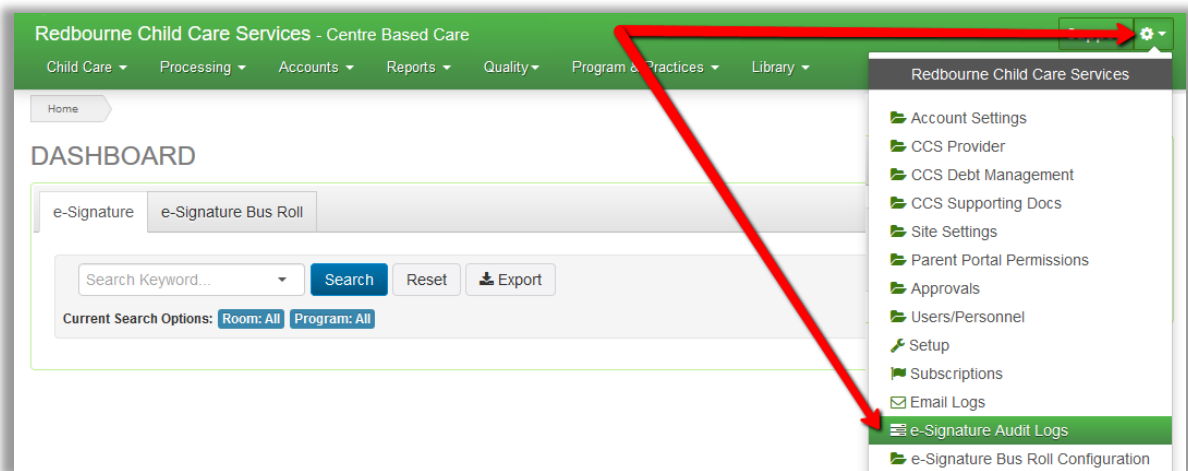 Redbourne Child Care Services - Centre Based Care
Child Care Processing Accounts Reports Quality Program & Practices Library
Home
DASHBOARD
e-Signature e-Signature Bus Roll
Search Keyword... Search Reset Export
Current Search Options: Room: All Program: All
Redbourne Child Care Services
Account Settings
CCS Provider
CCS Debt Management
CCS Supporting Docs
Site Settings
Parent Portal Permissions
Approvals
Users/Personnel
Setup
Subscriptions
Email Logs
e-Signature Audit Logs
e-Signature Bus Roll Configuration